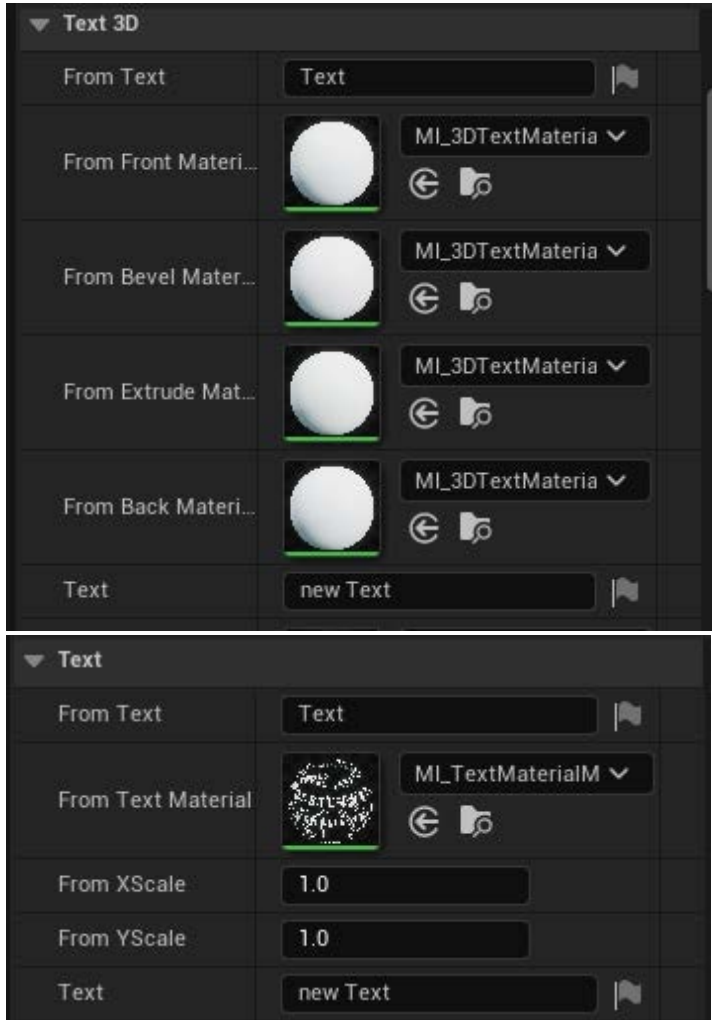 Text 3D
From Text Text
From Front Materi... MI_3DTextMateria
From Bevel Mater... MI_3DTextMateria
From Extrude Mat... MI_3DTextMateria
From Back Materi... MI_3DTextMateria
Text new Text
Text
From Text Text
From Text Material MI_TextMaterialM
From XScale 1.0
From YScale 1.0
Text new Text